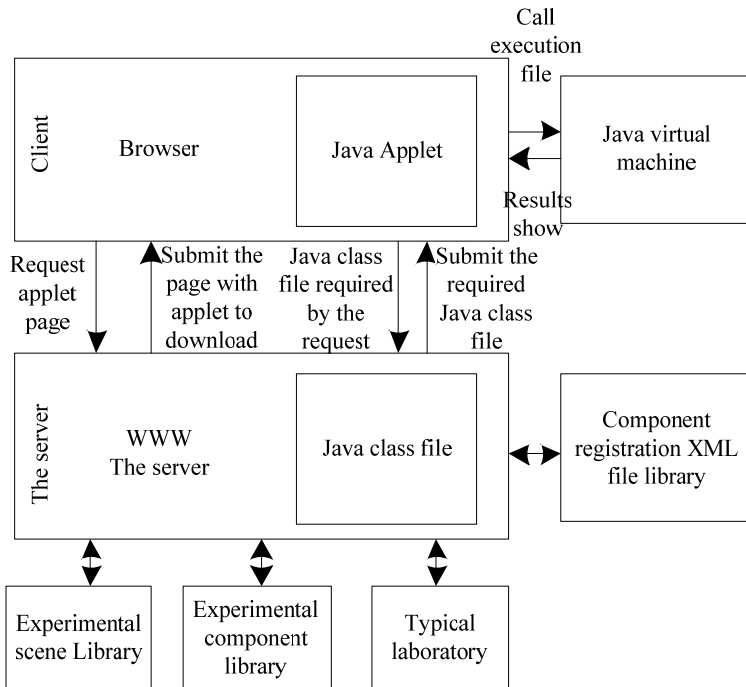 Call
execution
file
Client
Browser
Java Applet
Java virtual
machine
Results
show
Request
applet
page
Submit the
page with
applet to
download
Java class
file required
by the
request
Submit the
required
Java class
file
The server
WWW
The server
Java class file
Component
registration XML
file library
Experimental
scene Library
Experimental
component
library
Typical
laboratory